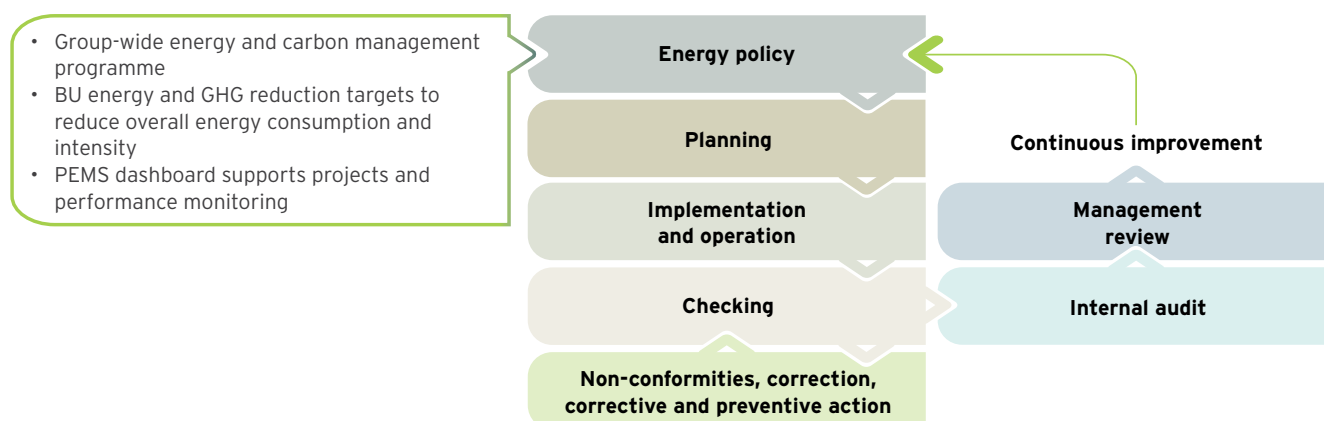 • Group-wide energy and carbon management
programme
• BU energy and GHG reduction targets to
reduce overall energy consumption and
intensity
• PEMS dashboard supports projects and
performance monitoring
Energy policy
Planning
Implementation
and operation
Checking
Non-conformities, correction,
corrective and preventive action
Continuous improvement
Management
review
Internal audit